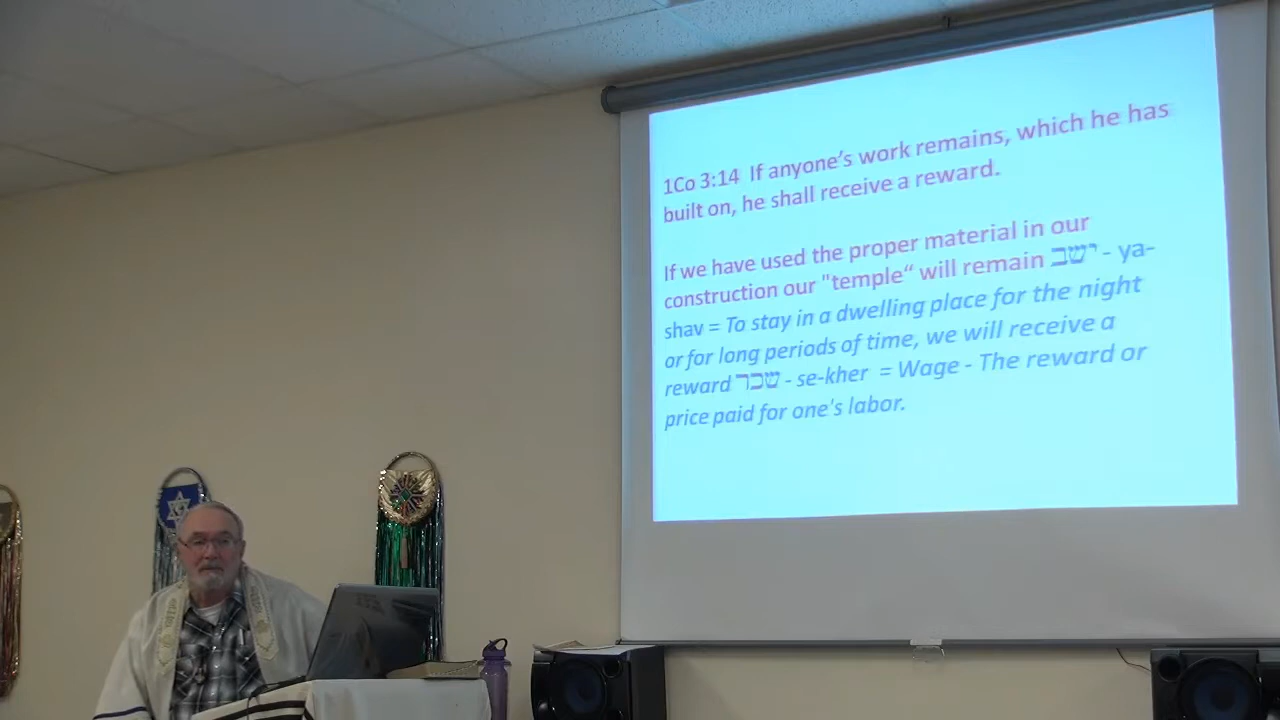 1Co 3:14 If anyone’s work remains, which he has
built on, he shall receive a reward.
If we have used the proper material in our
construction our "temple“ will remain ישב - ya-
shav = To stay in a dwelling place for the night
or for long periods of time, we will receive a
reward שכר - se-kher = Wage - The reward or
price paid for one's labor.